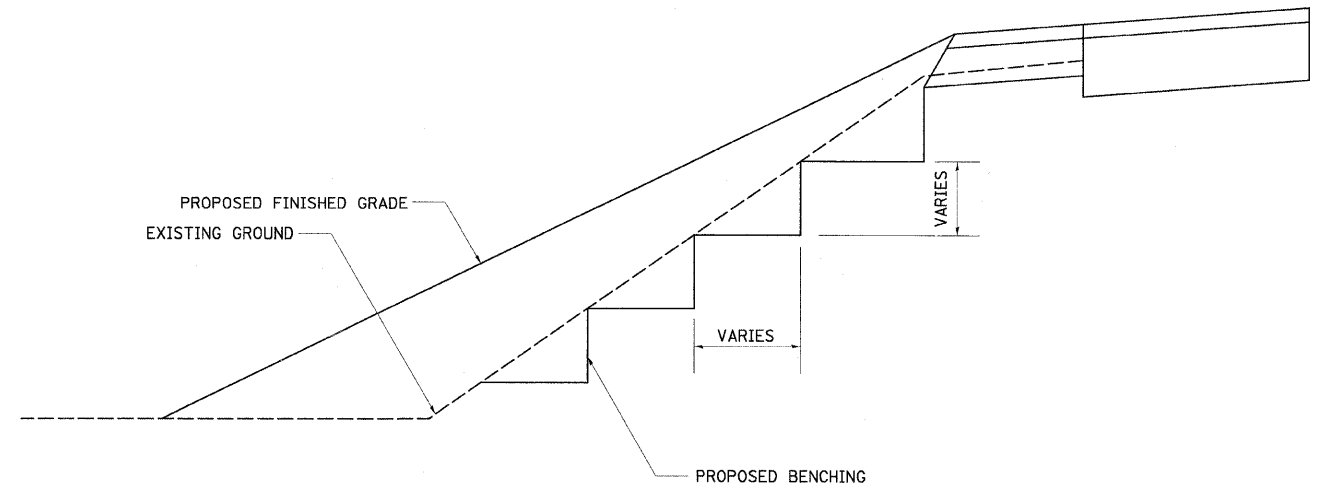 PROPOSED FINISHED GRADE
EXISTING GROUND
VARIES
VARIES
PROPOSED BENCHING